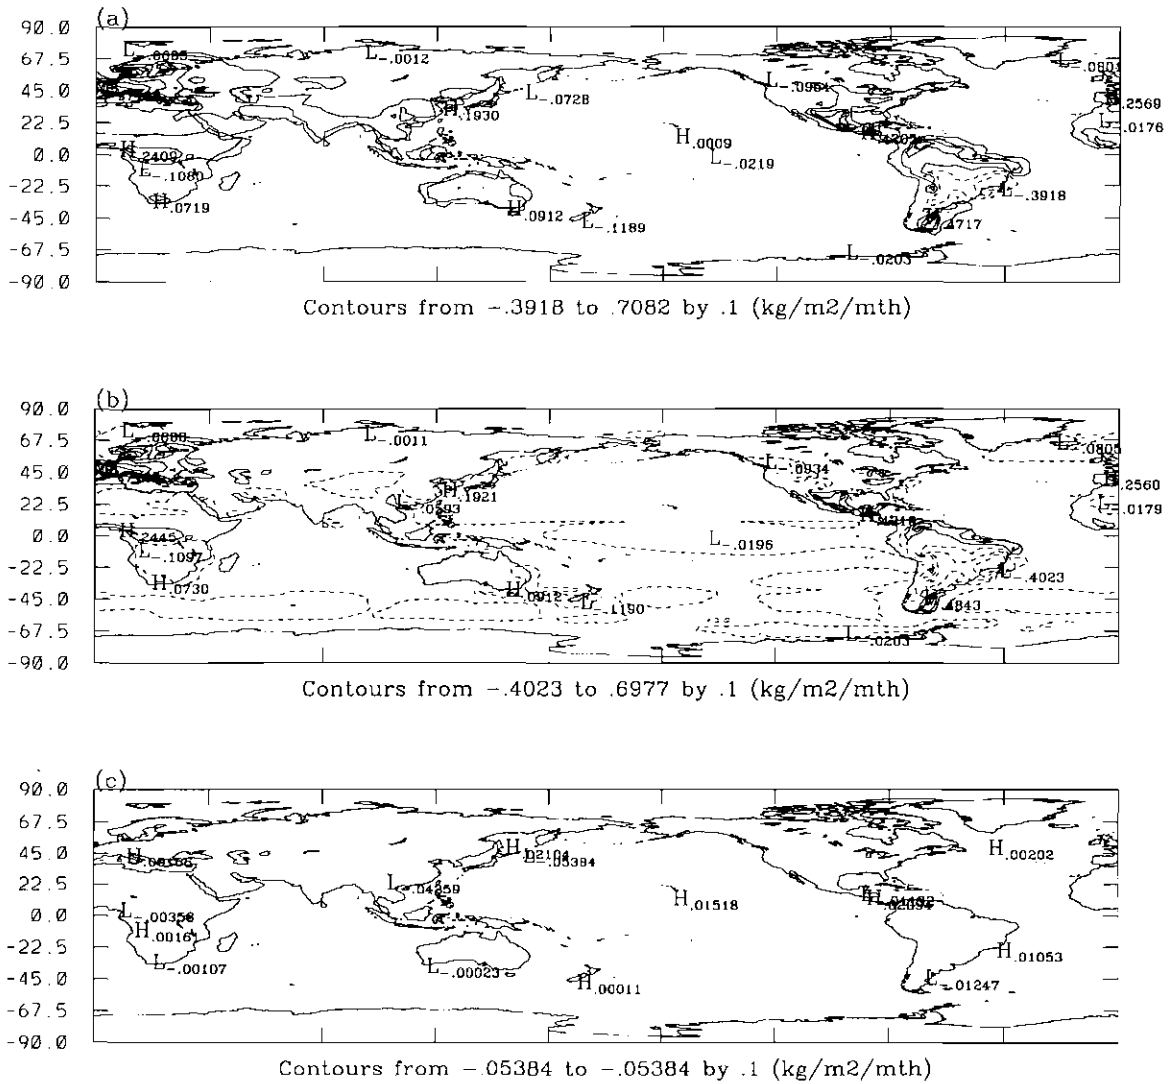 (a)
90.0
67.5
45.0
22.5
0.0
-22.5
-45.0
-67.5
-90.0
L-.0012
L-.0728
H.1930
H.0009
L-.0219
.2569
L-.0176
H.2409
L-.1080
H.0719
H.0912
L-.1189
L-.3918
.4717
L-.0203
Contours from -.3918 to .7082 by .1 (kg/m2/mth)
(b)
90.0
67.5
45.0
22.5
0.0
-22.5
-45.0
-67.5
-90.0
L-.0011
L-.0805
L-.0934
H.1921
.2560
L-.0179
H.2445
L-.0196
L-.1097
H.0730
H.0912
L-.1190
L-.4023
L-.0203
Contours from -.4023 to .6977 by .1 (kg/m2/mth)
(c)
90.0
67.5
45.0
22.5
0.0
-22.5
-45.0
-67.5
-90.0
H.00202
L-.05384
L-.04359
H.01518
L-.00358
H.00161
H.01053
L-.00107
L-.00023
H.00011
L-.01247
Contours from -.05384 to -.05384 by .1 (kg/m2/mth)